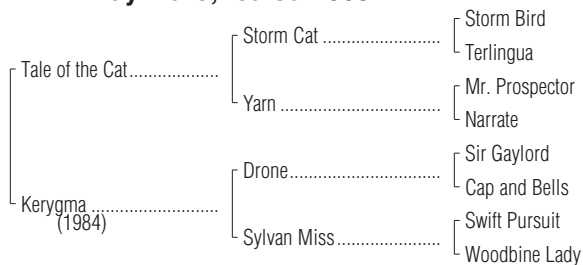 Storm Bird
Storm Cat
Terlingua
Tale of the Cat
Mr. Prospector
Yarn
Narrate
Sir Gaylord
Drone
Cap and Bells
Kerygma
(1984)
Swift Pursuit
Sylvan Miss
Woodbine Lady